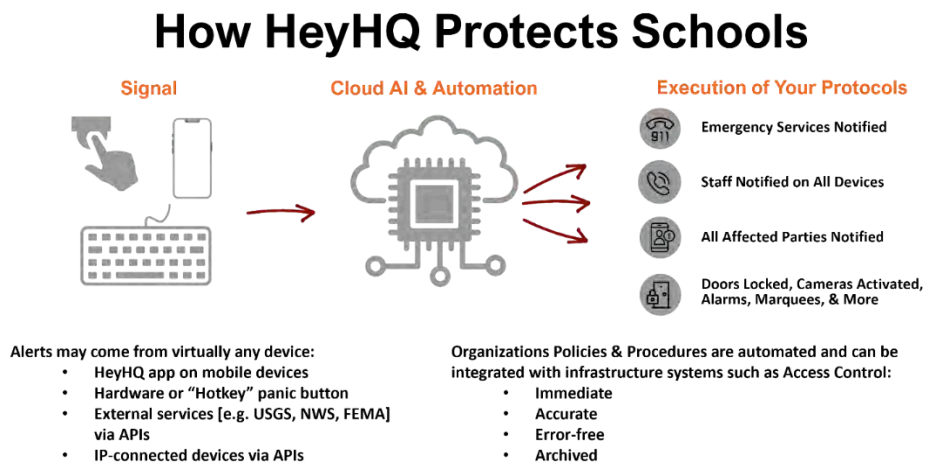 How HeyHQ Protects Schools
Signal
Cloud AI & Automation
Execution of Your Protocols
911
Emergency Services Notified
Staff Notified on All Devices
All Affected Parties Notified
Doors Locked, Cameras Activated,
Alarms, Marquees, & More
Alerts may come from virtually any device:
• HeyHQ app on mobile devices
• Hardware or “Hotkey” panic button
• External services [e.g. USGS, NWS, FEMA]
via APIs
• IP-connected devices via APIs
Organizations Policies & Procedures are automated and can be
integrated with infrastructure systems such as Access Control:
• Immediate
• Accurate
• Error-free
• Archived